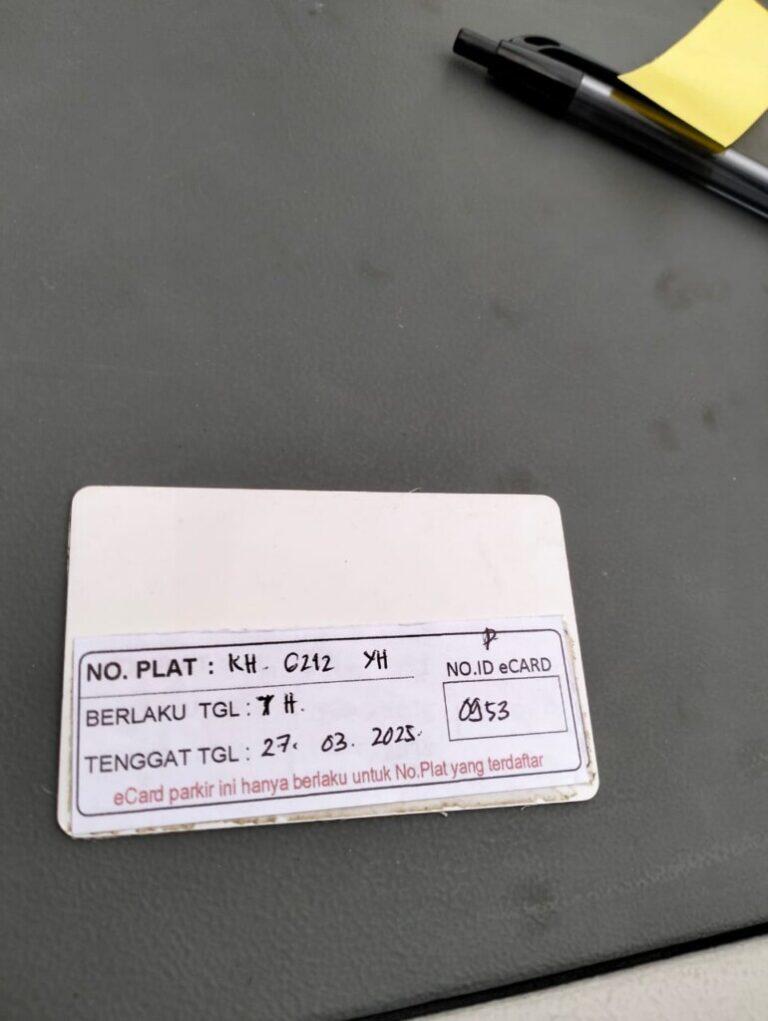 NO. PLAT : KH - 6212 YH
P
NO.ID eCARD
0953
BERLAKU TGL : 7 H.
TENGGAT TGL : 27. 03. 2025.
eCard parkir ini hanya berlaku untuk No.Plat yang terdaftar